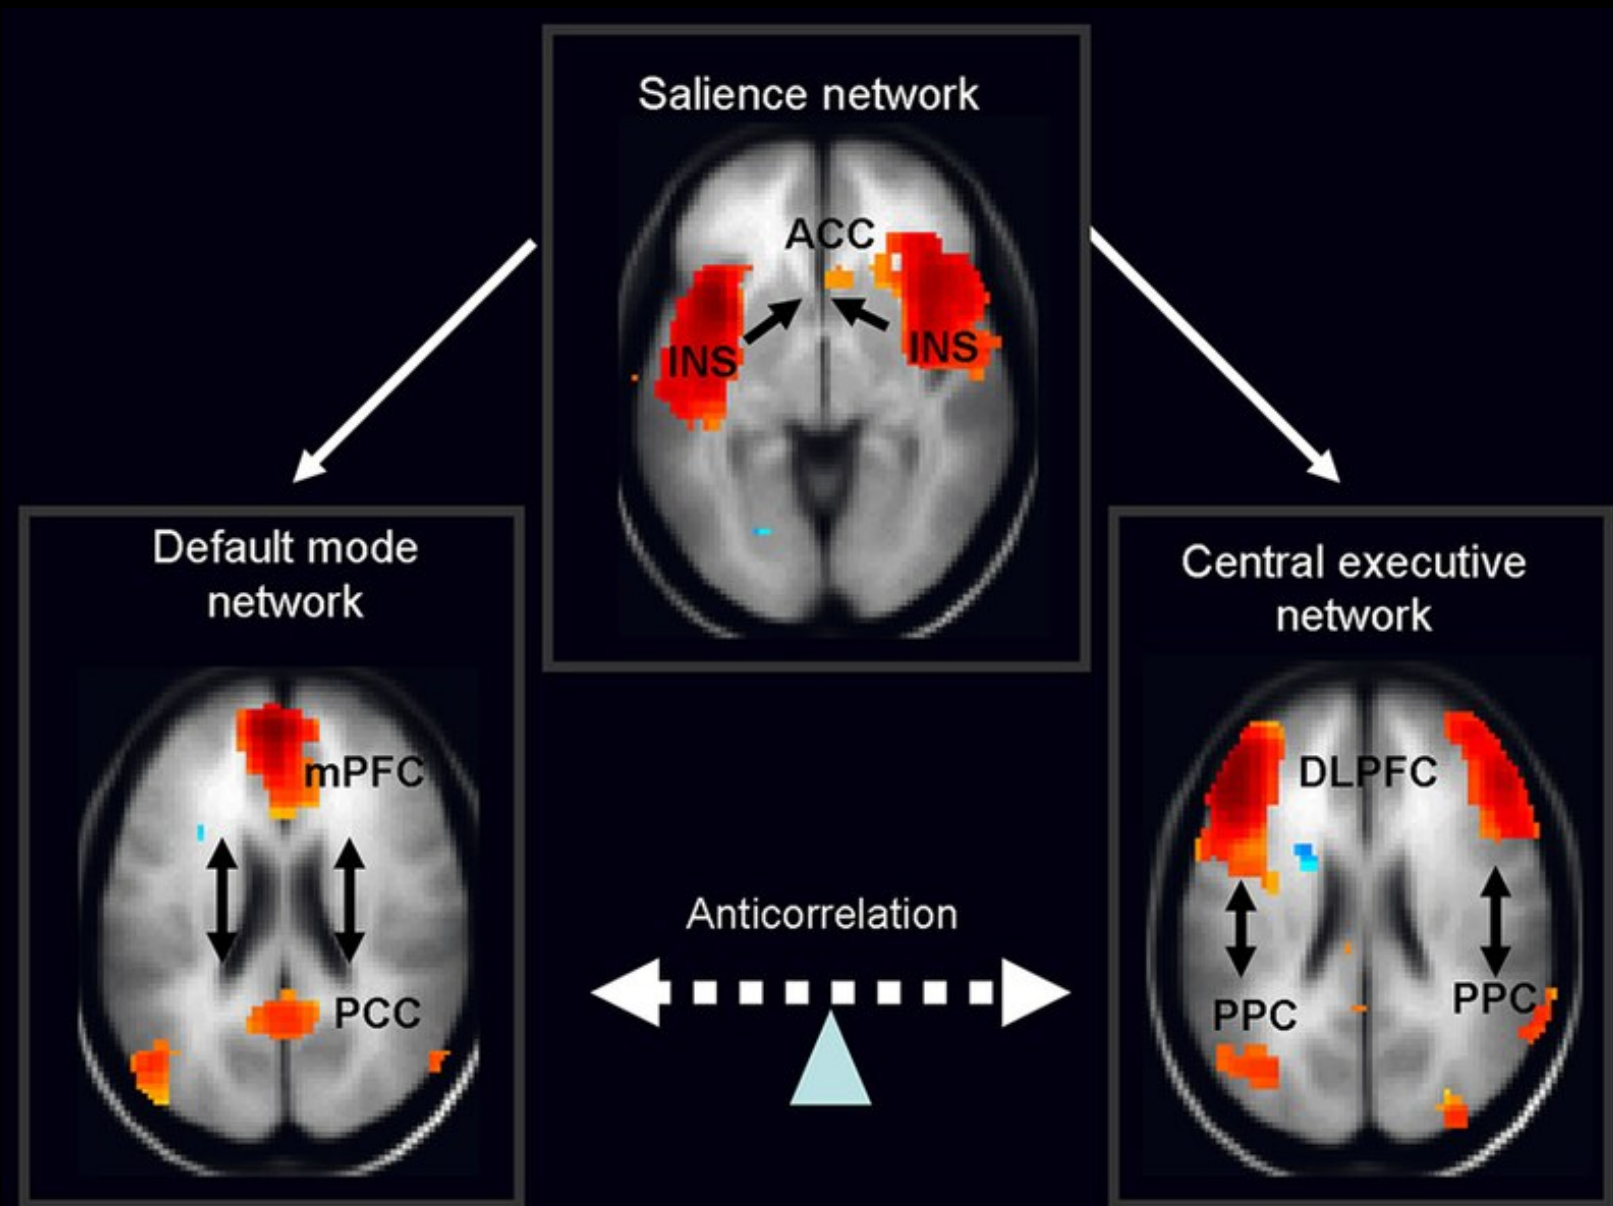 Salience network
ACC
INS
INS
Default mode
network
mPFC
PCC
Anticorrelation
Central executive
network
DLPFC
PPC
PPC